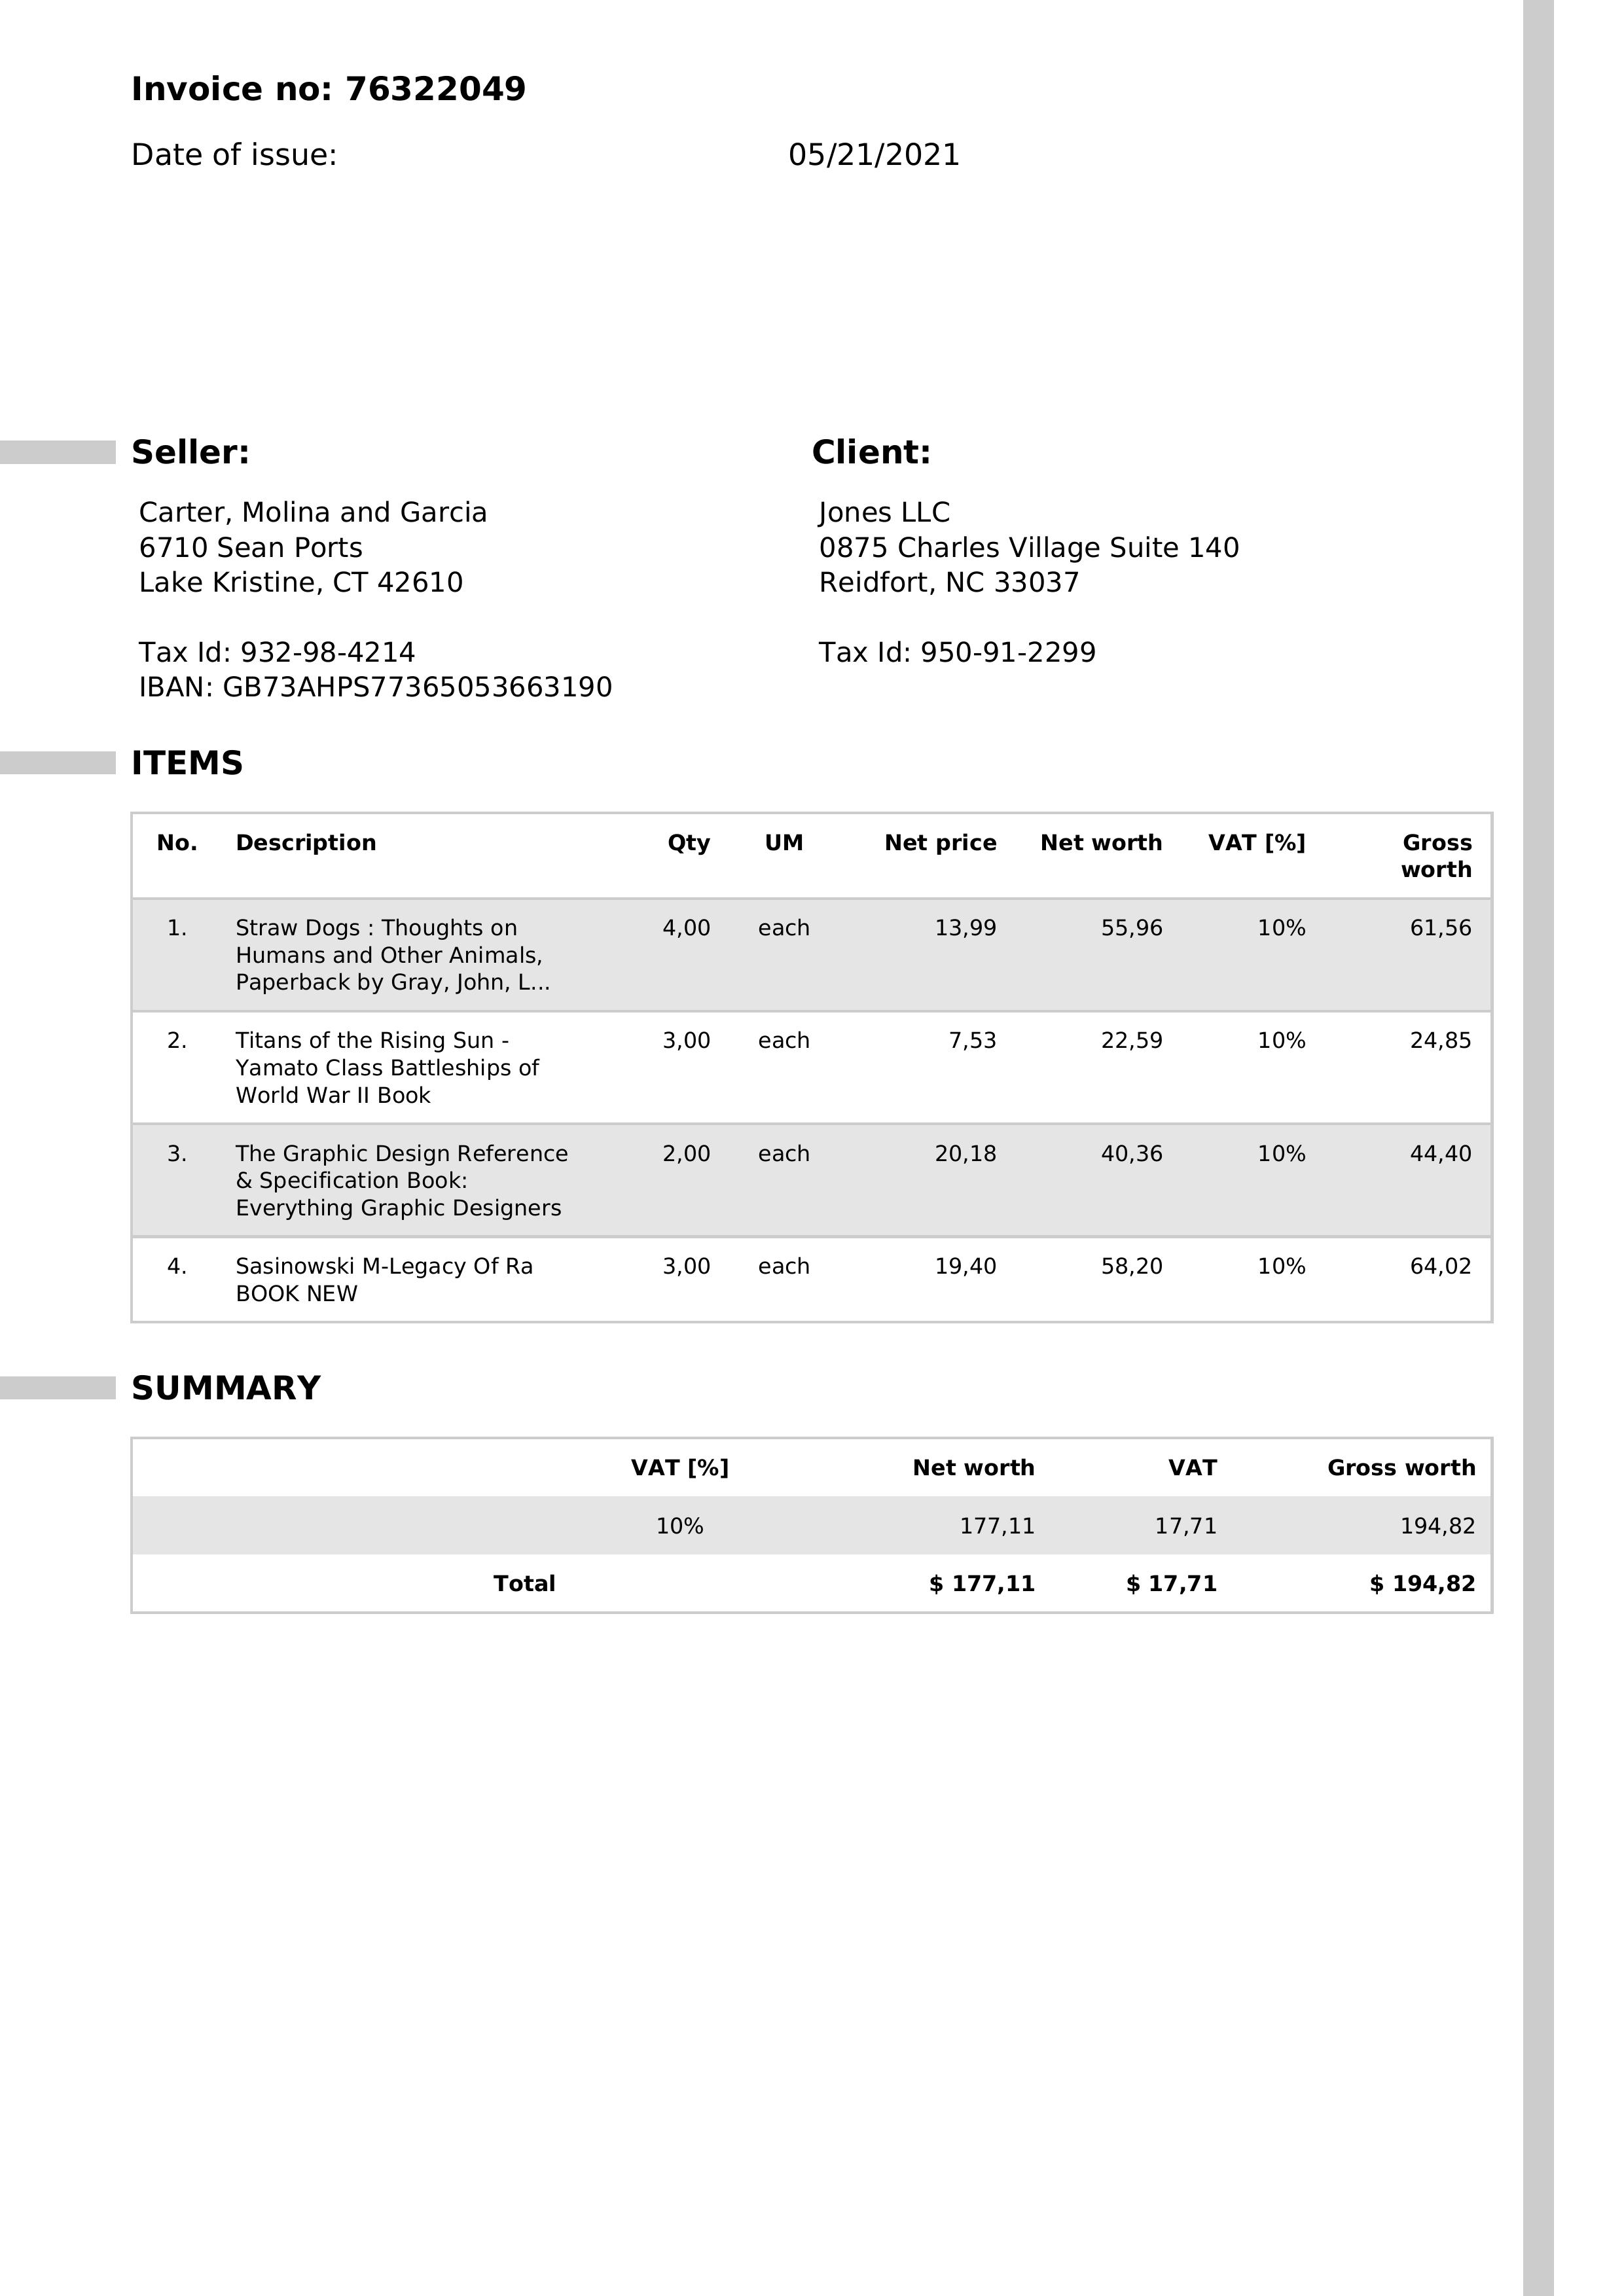 Invoice no: 76322049
Date of issue: 05/21/2021
Seller:
Carter, Molina and Garcia
6710 Sean Ports
Lake Kristine, CT 42610
Tax Id: 932-98-4214
IBAN: GB73AHPS77365053663190
Client:
Jones LLC
0875 Charles Village Suite 140
Reidfort, NC 33037
Tax Id: 950-91-2299
ITEMS
No. Description Qty UM Net price Net worth VAT [%] Gross
worth
1. Straw Dogs : Thoughts on 4,00 each 13,99 55,96 10% 61,56
Humans and Other Animals,
Paperback by Gray, John, L...
2. Titans of the Rising Sun - 3,00 each 7,53 22,59 10% 24,85
Yamato Class Battleships of
World War II Book
3. The Graphic Design Reference 2,00 each 20,18 40,36 10% 44,40
& Specification Book:
Everything Graphic Designers
4. Sasinowski M-Legacy Of Ra 3,00 each 19,40 58,20 10% 64,02
BOOK NEW
SUMMARY
VAT [%] Net worth VAT Gross worth
10% 177,11 17,71 194,82
Total $ 177,11 $ 17,71 $ 194,82